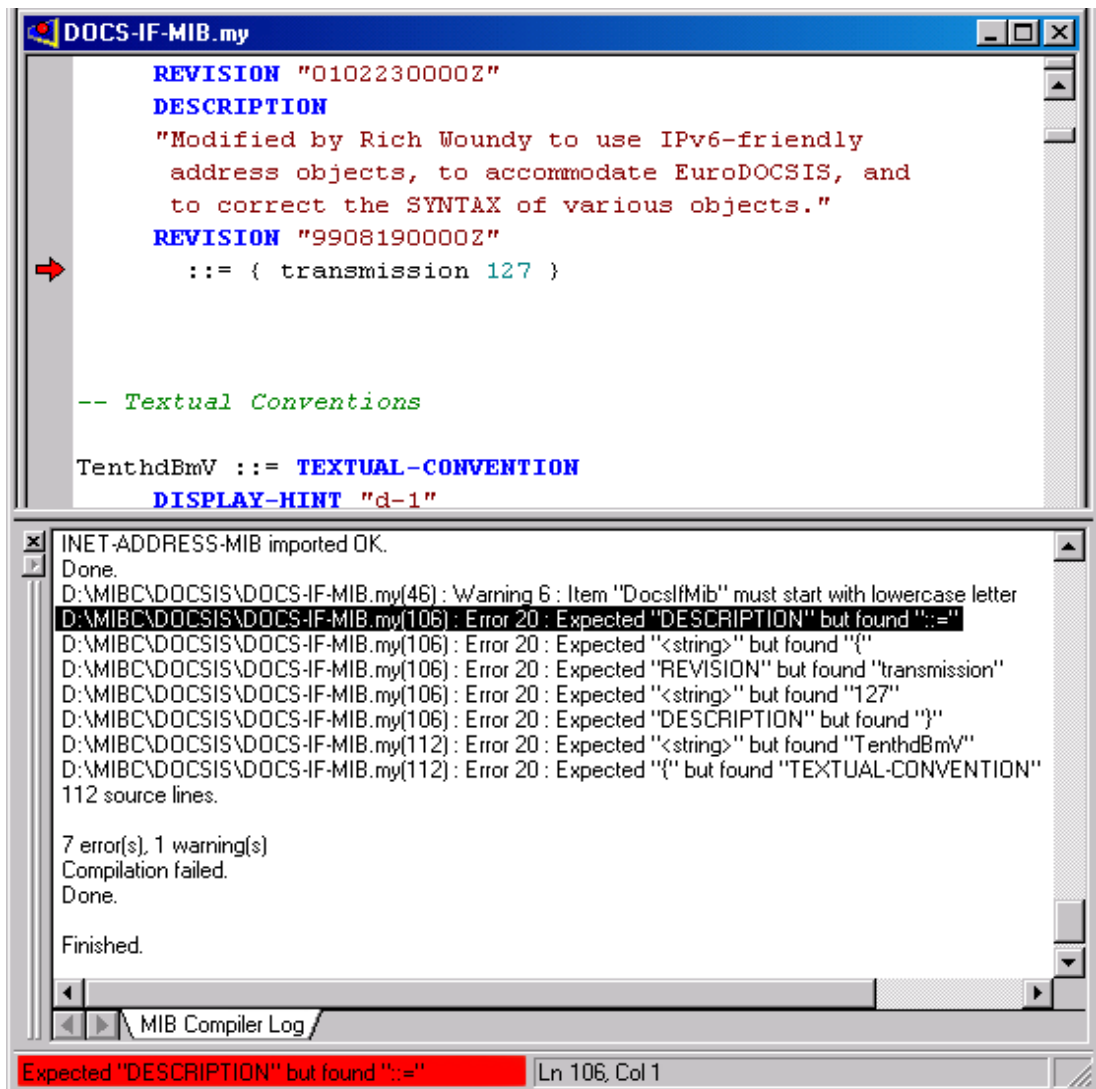 DOCS-IF-MIB.my
REVISION "0102230000Z"
DESCRIPTION
"Modified by Rich Woundy to use IPv6-friendly
address objects, to accommodate EuroDOCSIS, and
to correct the SYNTAX of various objects."
REVISION "9908190000Z"
::= { transmission 127 }
-- Textual Conventions
TenthdBmV ::= TEXTUAL-CONVENTION
DISPLAY-HINT "d-1"
INET-ADDRESS-MIB imported OK.
Done.
D:\MIBC\DOCSIS\DOCS-IF-MIB.my(46) : Warning 6 : Item "DocsIfMib" must start with lowercase letter
D:\MIBC\DOCSIS\DOCS-IF-MIB.my(106) : Error 20 : Expected "DESCRIPTION" but found "::="
D:\MIBC\DOCSIS\DOCS-IF-MIB.my(106) : Error 20 : Expected "<string>" but found "{"
D:\MIBC\DOCSIS\DOCS-IF-MIB.my(106) : Error 20 : Expected "REVISION" but found "transmission"
D:\MIBC\DOCSIS\DOCS-IF-MIB.my(106) : Error 20 : Expected "<string>" but found "127"
D:\MIBC\DOCSIS\DOCS-IF-MIB.my(106) : Error 20 : Expected "DESCRIPTION" but found "}"
D:\MIBC\DOCSIS\DOCS-IF-MIB.my(112) : Error 20 : Expected "<string>" but found "TenthdBmV"
D:\MIBC\DOCSIS\DOCS-IF-MIB.my(112) : Error 20 : Expected "{" but found "TEXTUAL-CONVENTION"
112 source lines.
7 error(s), 1 warning(s)
Compilation failed.
Done.
Finished.
MIB Compiler Log
Expected "DESCRIPTION" but found "::=" Ln 106, Col 1